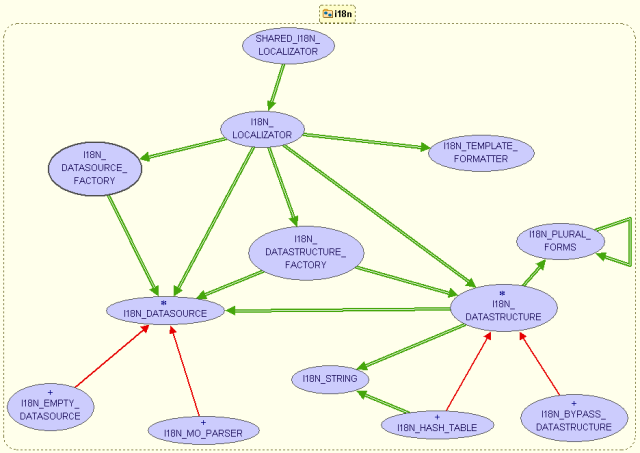 i18n
SHARED_I18N_
LOCALIZATOR
I18N_
LOCALIZATOR
I18N_TEMPLATE_
FORMATTER
I18N_
DATASOURCE_
FACTORY
I18N_PLURAL_
FORMS
I18N_
DATASTRUCTURE_
FACTORY
*
I18N_DATASOURCE
*
I18N_
DATASTRUCTURE
I18N_STRING
+
I18N_EMPTY_
DATASOURCE
+
I18N_MO_PARSER
+
I18N_HASH_TABLE
+
I18N_BYPASS_
DATASTRUCTURE